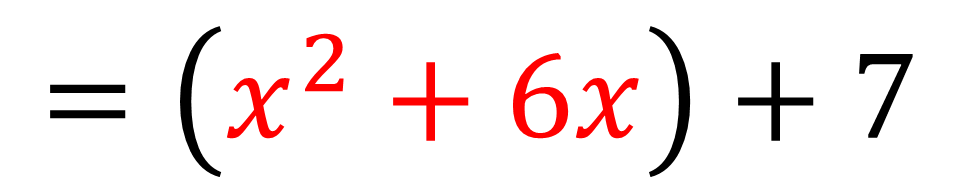 = (x² + 6x) + 7